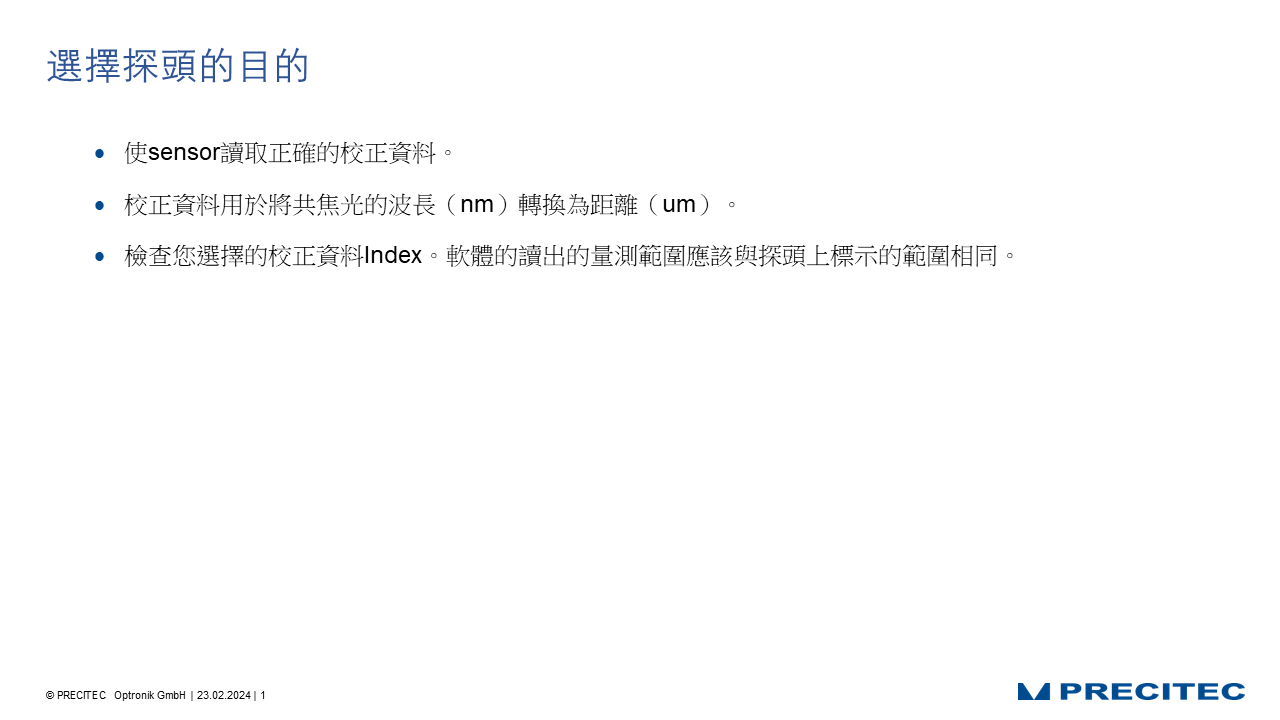 選擇探頭的目的
• 使sensor讀取正確的校正資料。
• 校正資料用於將共焦光的波長（nm）轉換為距離（um）。
• 檢查您選擇的校正資料Index。軟體的讀出的量測範圍應該與探頭上標示的範圍相同。
© PRECITEC Optronik GmbH | 23.02.2024 | 1
PRECITEC